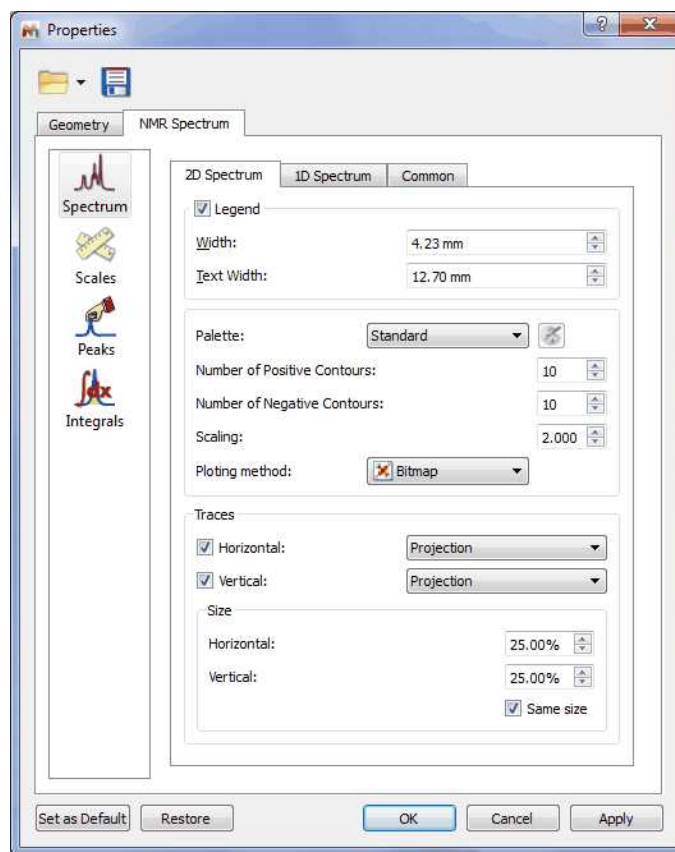 Properties
Geometry NMR Spectrum
Spectrum
Scales
Peaks
Integrals
2D Spectrum 1D Spectrum Common
Legend
Width: 4.23 mm
Text Width: 12.70 mm
Palette: Standard
Number of Positive Contours: 10
Number of Negative Contours: 10
Scaling: 2.000
Ploting method: Bitmap
Traces
Horizontal: Projection
Vertical: Projection
Size
Horizontal: 25.00%
Vertical: 25.00%
Same size
Set as Default Restore OK Cancel Apply